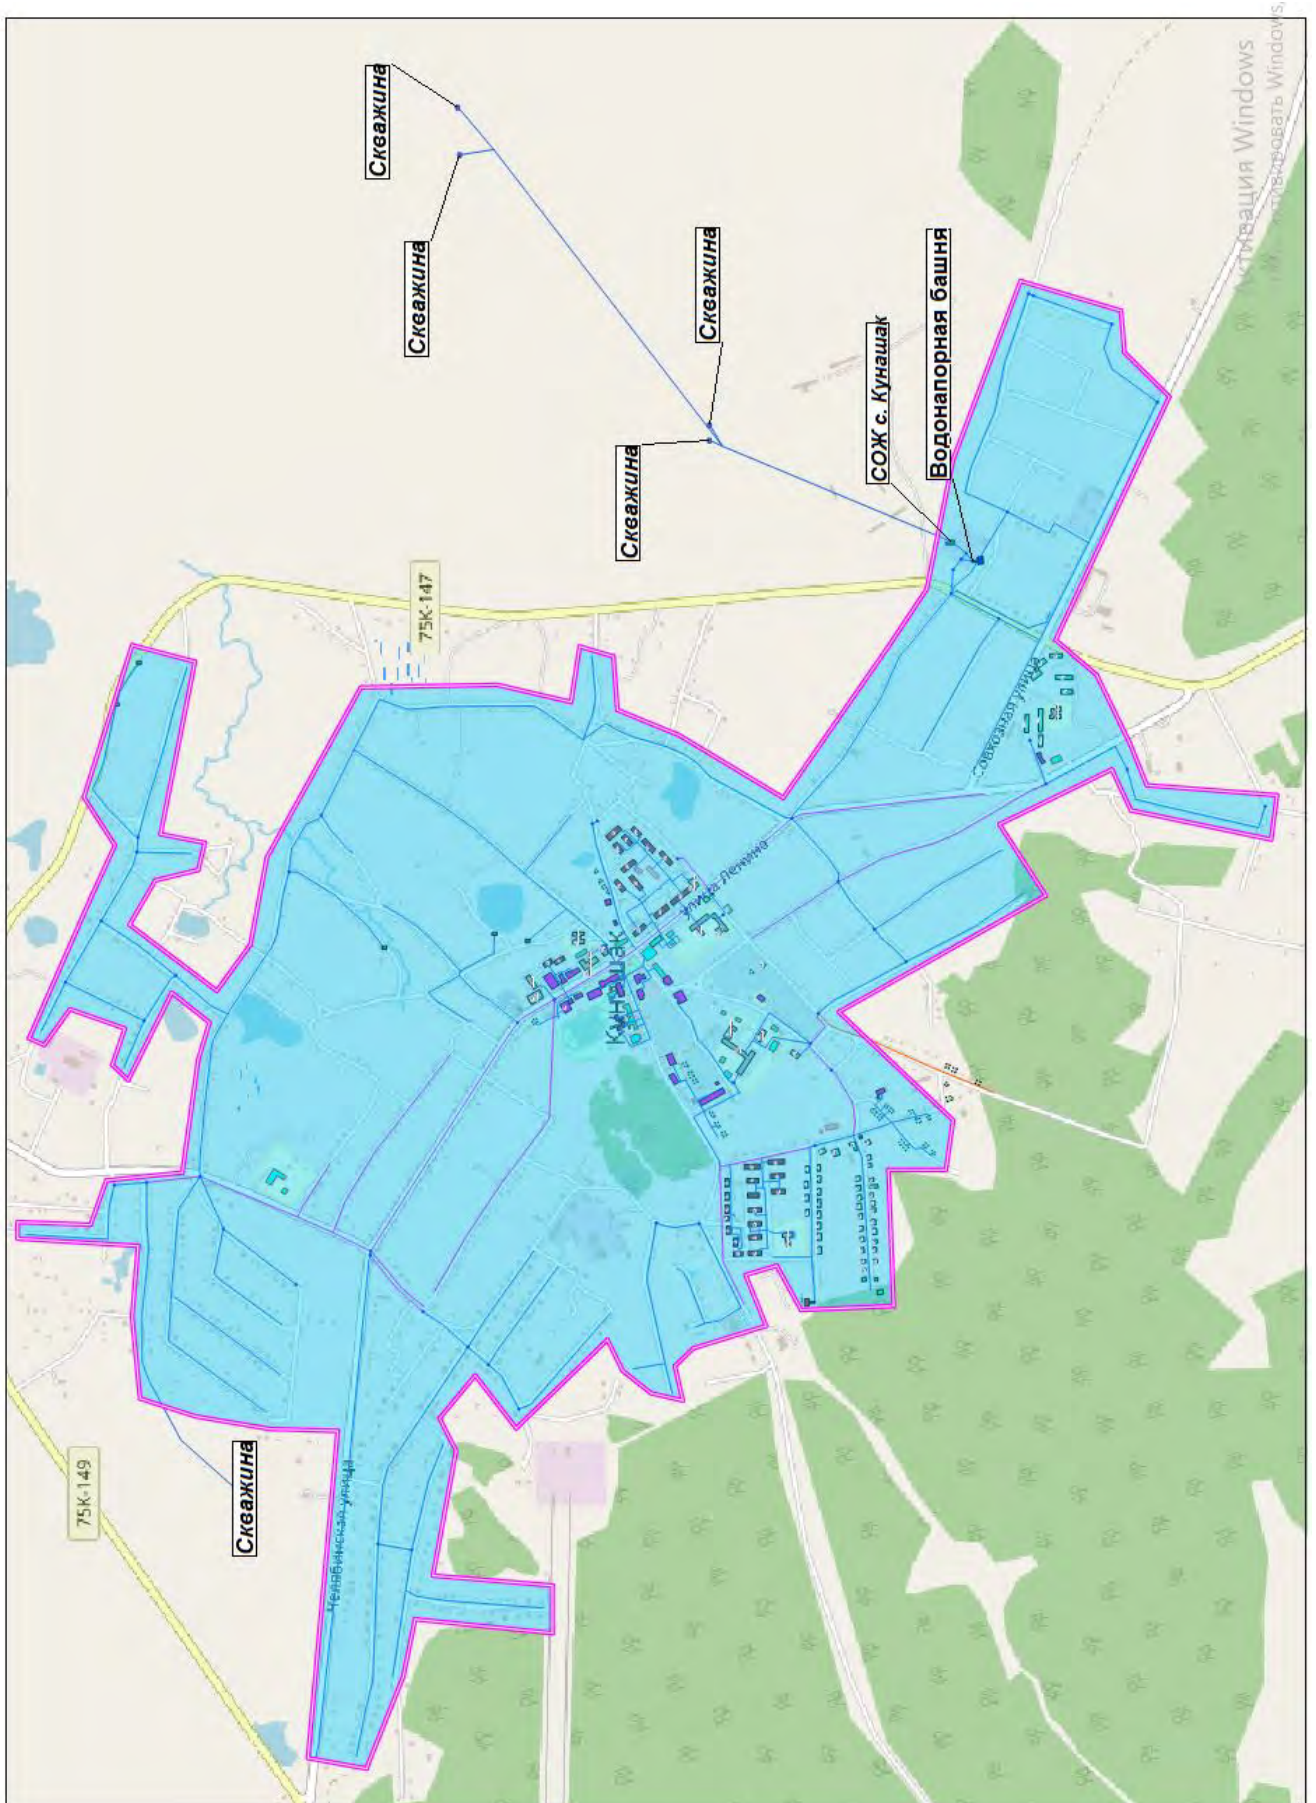 Активация Windows
Скважина
Скважина
Скважина
Скважина
СОЖ с. Кунашак
Водонапорная башня
75К-147
Совхозная улица
улица Ленина
Кунашак
75К-149
Скважина
Челябинская улица